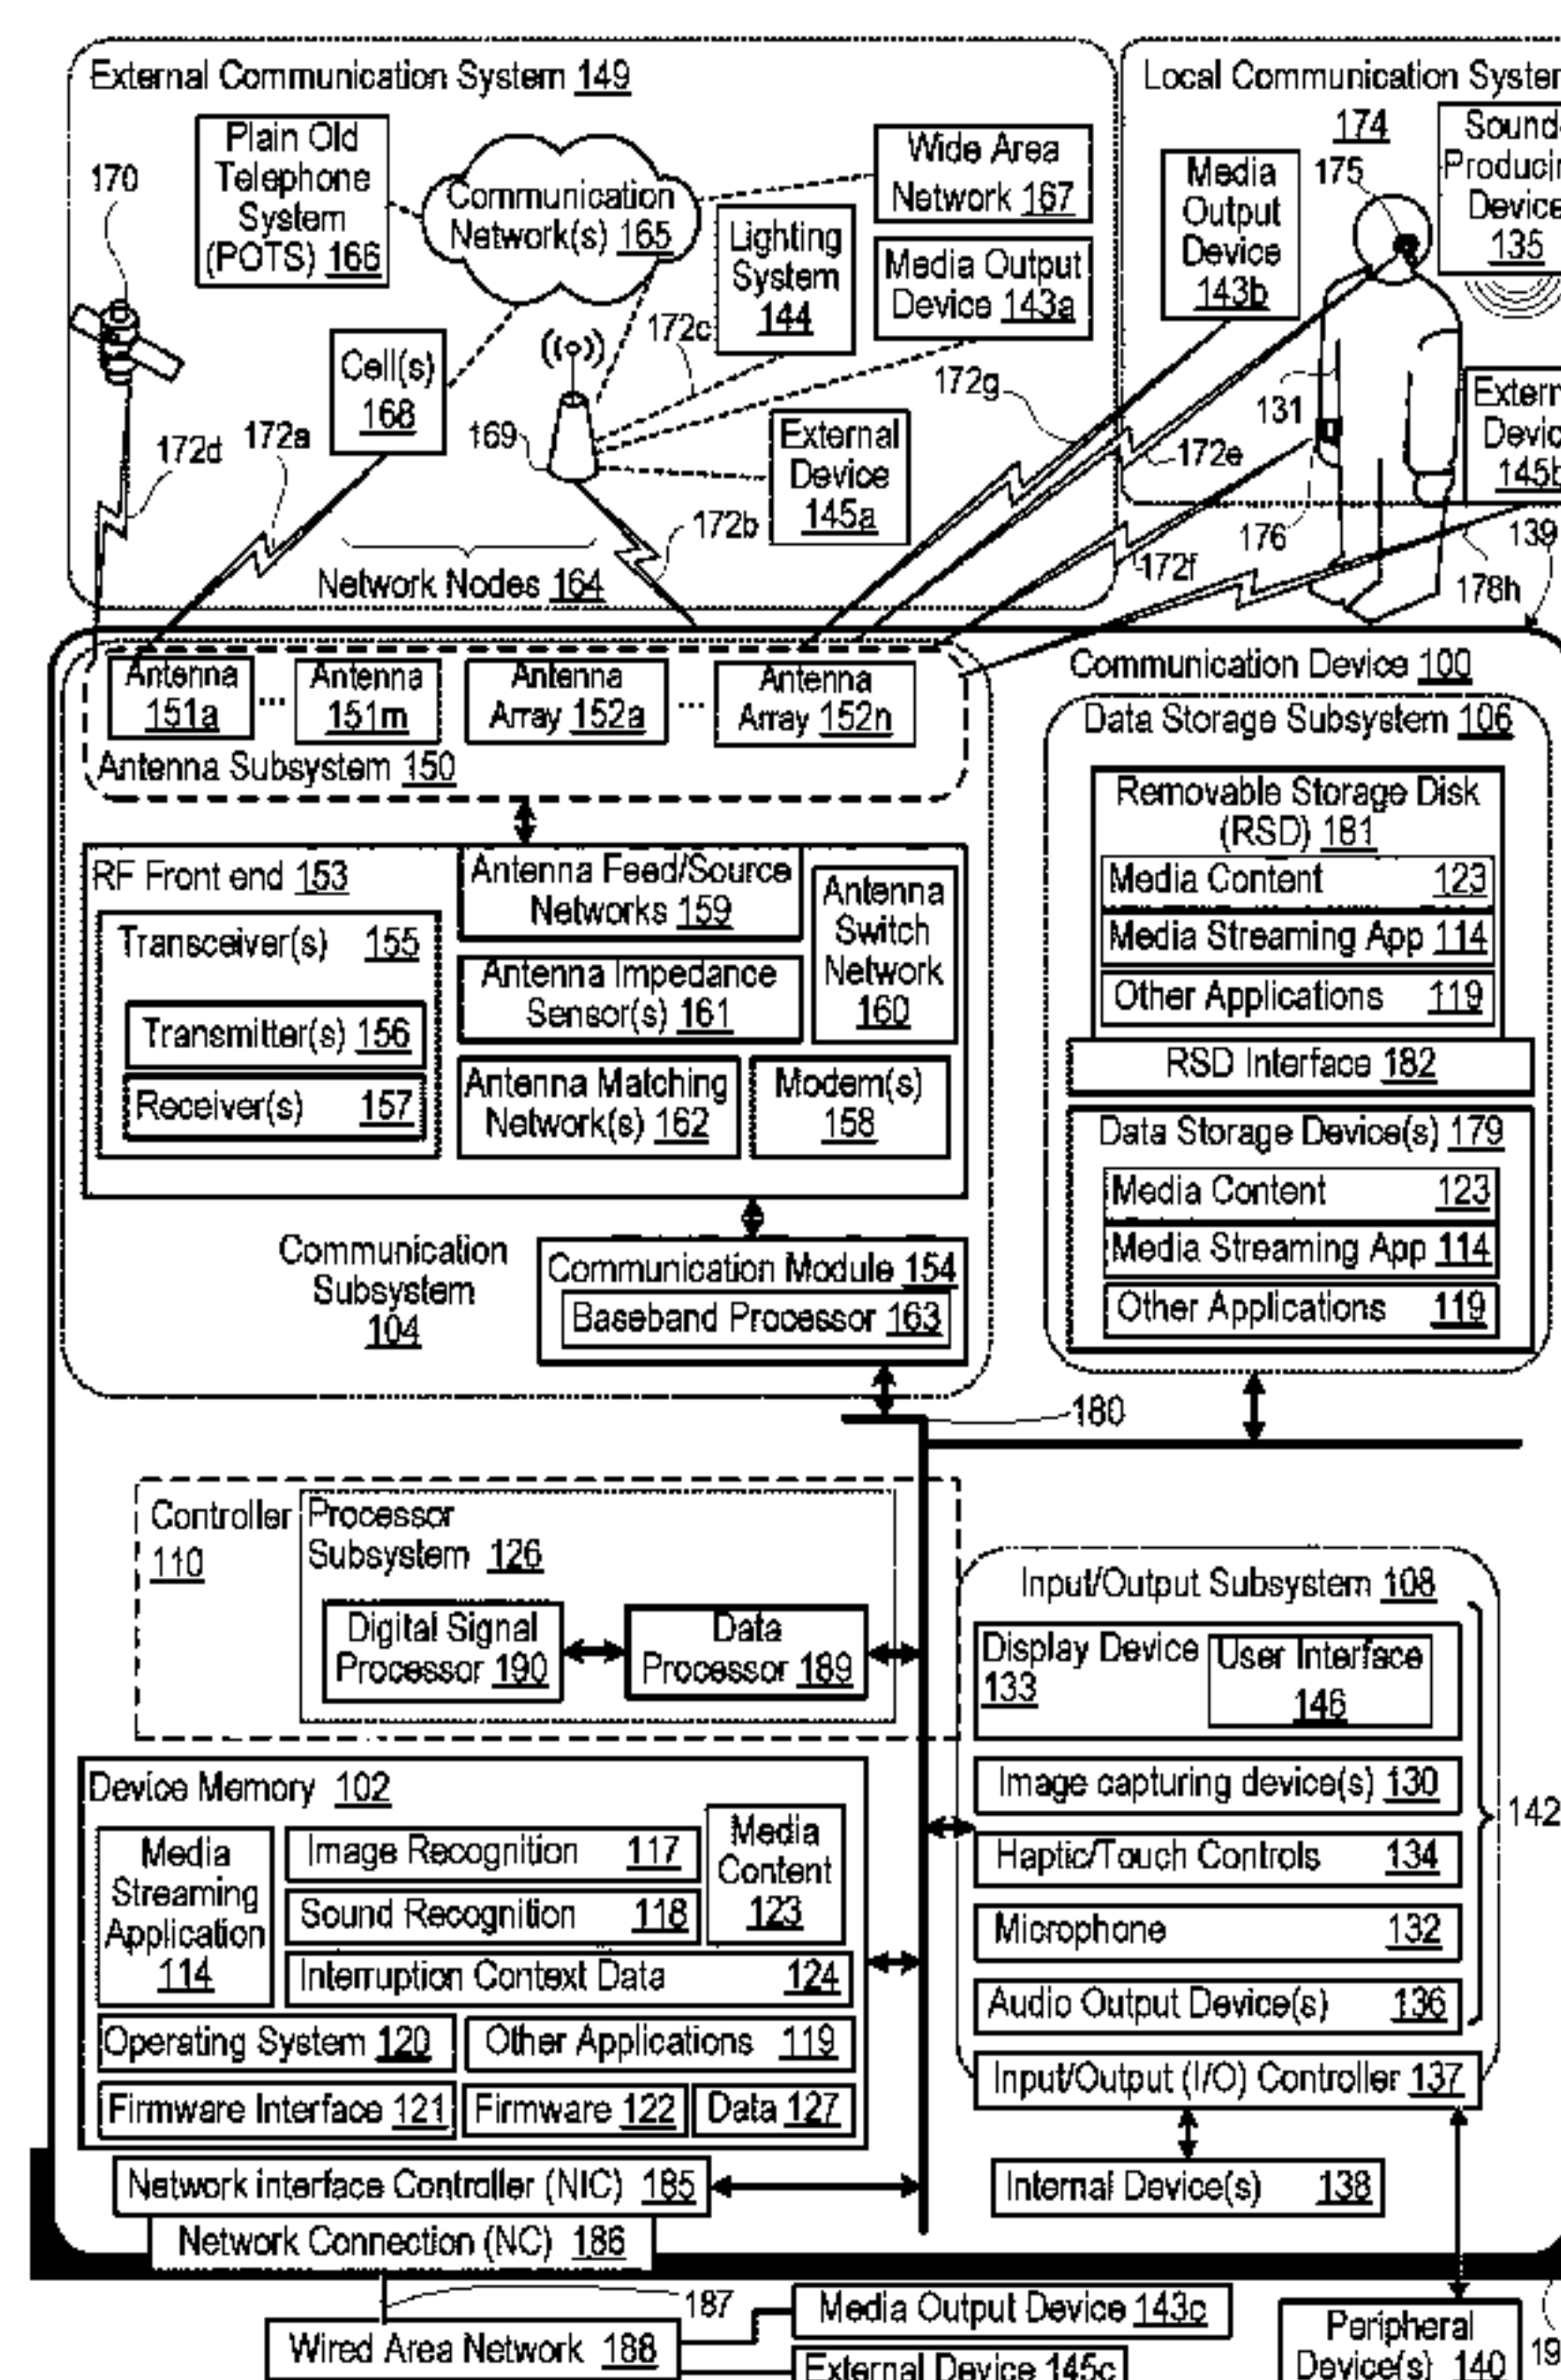 External Communication System 149
Plain Old
Telephone
System
(POTS) 166
170
Communication
Network(s) 165
Wide Area
Network 167
Lighting
System
144
Media Output
Device 143a
Cell(s)
168
172c
169
External
Device
145a
172d
172a
172b
Network Nodes 164
172g
Local Communication
174
175
Media
Output
Device
143b
135
131
172e
176
172f
139
178h
Communication Device 100
Antenna
151a
...
Antenna
151m
Antenna
Array 152a
...
Antenna
Array 152n
Antenna Subsystem 150
RF Front end 153
Transceiver(s) 155
Transmitter(s) 156
Receiver(s) 157
Antenna Feed/Source
Networks 159
Antenna Impedance
Sensor(s) 161
Antenna
Switch
Network
160
Antenna Matching
Network(s) 162
Modem(s)
158
Communication
Subsystem
104
Communication Module 154
Baseband Processor 163
Data Storage Subsystem 106
Removable Storage Disk
(RSD) 181
Media Content 123
Media Streaming App 114
Other Applications 119
RSD Interface 182
Data Storage Device(s) 179
Media Content 123
Media Streaming App 114
Other Applications 119
180
Controller
110
Processor
Subsystem 126
Digital Signal
Processor 190
Data
Processor 189
Input/Output Subsystem 108
Display Device
133
User Interface
146
Image capturing device(s) 130
Haptic/Touch Controls 134
Microphone 132
Audio Output Device(s) 136
142
Input/Output (I/O) Controller 137
Internal Device(s) 138
Device Memory 102
Media
Streaming
Application
114
Image Recognition 117
Sound Recognition 118
Media
Content
123
Interruption Context Data 124
Operating System 120
Other Applications 119
Firmware Interface 121
Firmware 122
Data 127
Network interface Controller (NIC) 185
Network Connection (NC) 186
187
Wired Area Network 188
Media Output Device 143c
External Device 145c
Peripheral
Device(s) 140